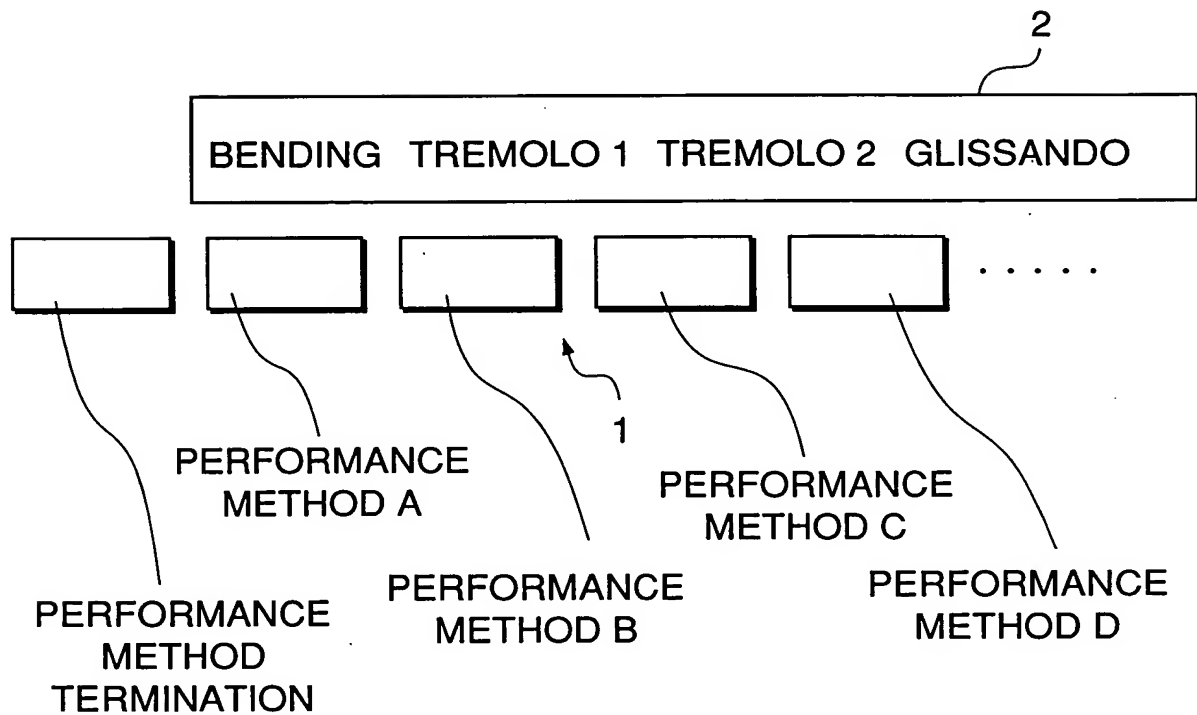 2
BENDING TREMOLO 1 TREMOLO 2 GLISSANDO
.....
1
PERFORMANCE
METHOD A
PERFORMANCE
METHOD C
PERFORMANCE
METHOD B
PERFORMANCE
METHOD D
PERFORMANCE
METHOD
TERMINATION